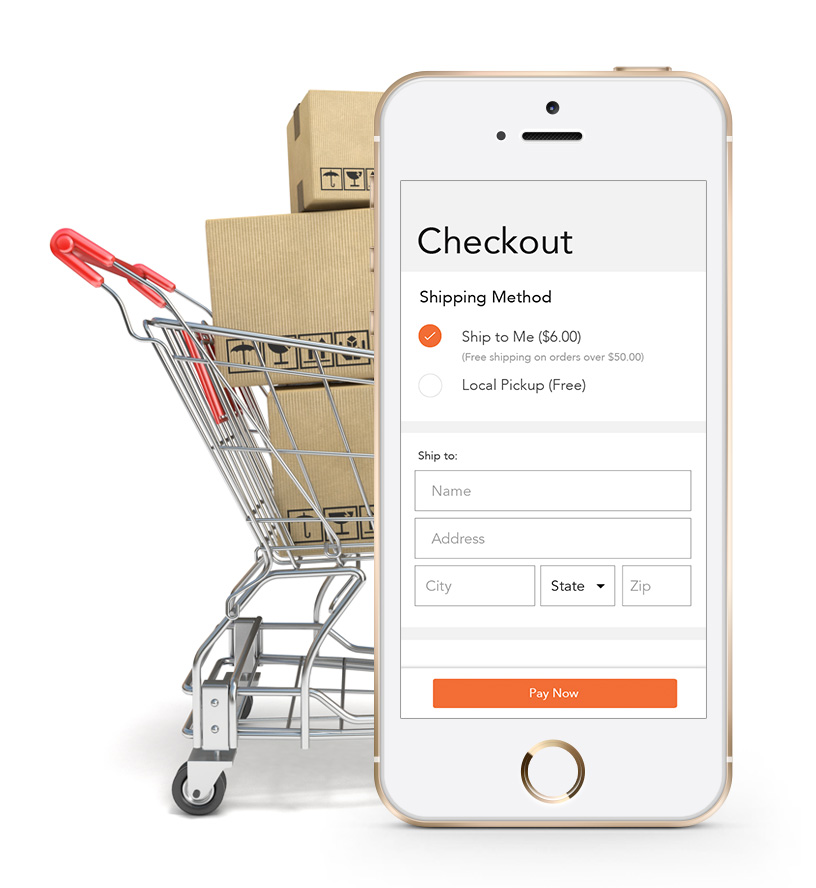 Checkout
Shipping Method
Ship to Me ($6.00)
(Free shipping on orders over $50.00)
Local Pickup (Free)
Ship to:
Name
Address
City State Zip
Pay Now